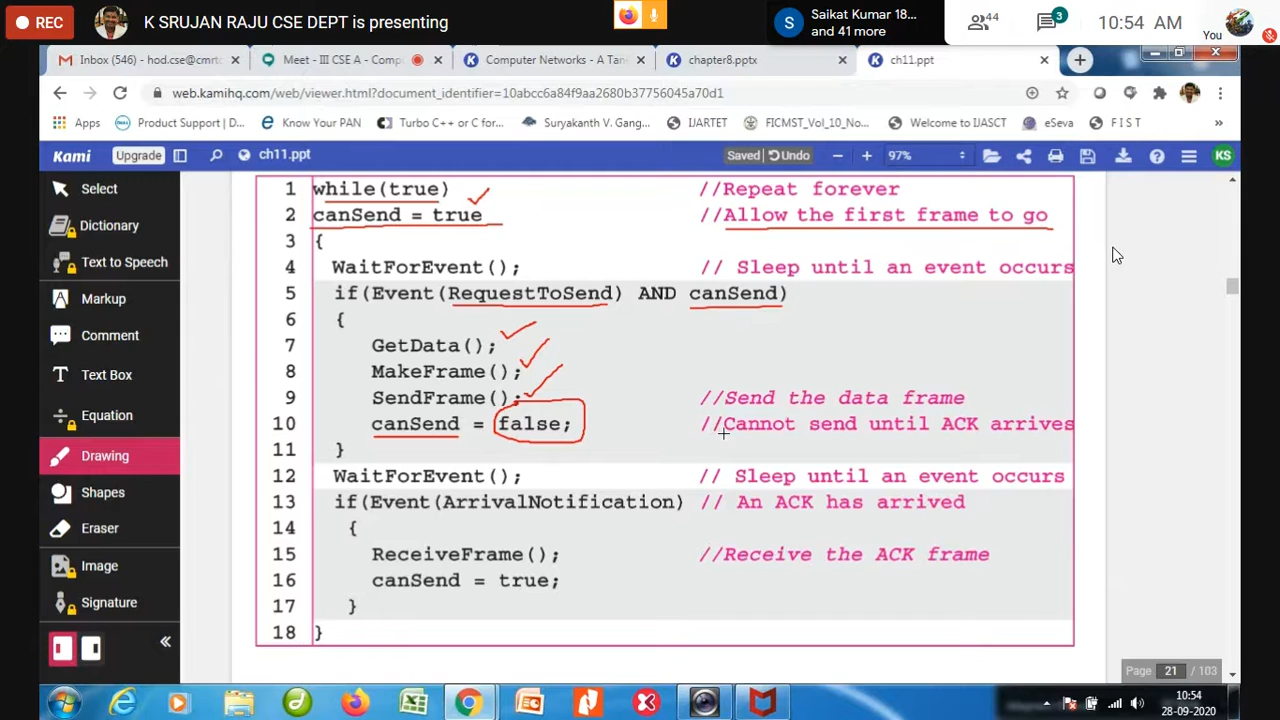 REC
K SRUJAN RAJU CSE DEPT is presenting
S
Saikat Kumar 18...
and 41 more
44
3
10:54 AM
You
Inbox (546) - hod.cse@cmrtc
Meet - III CSE A - Comp
Computer Networks - A Tan
chapter8.pptx
ch11.ppt
web.kamihq.com/web/viewer.html?document_identifier=10abcc6a84f9aa2680b37756045a70d1
Apps
Product Support | D...
Know Your PAN
Turbo C++ or C for...
Suryakanth V. Gang...
IJARTET
FICMST_Vol_10_No...
Welcome to IJASCT
eSeva
F I S T
»
Kami
Upgrade
ch11.ppt
Saved
Undo
97%
KS
Select
Dictionary
Text to Speech
Markup
Comment
Text Box
Equation
Drawing
Shapes
Eraser
Image
Signature
1 while(true) //Repeat forever
2 canSend = true //Allow the first frame to go
3 {
4 WaitForEvent(); // Sleep until an event occurs
5 if(Event(RequestToSend) AND canSend)
6 {
7 GetData();
8 MakeFrame();
9 SendFrame(); //Send the data frame
10 canSend = false; //Cannot send until ACK arrives
11 }
12 WaitForEvent(); // Sleep until an event occurs
13 if(Event(ArrivalNotification) // An ACK has arrived
14 {
15 ReceiveFrame(); //Receive the ACK frame
16 canSend = true;
17 }
18 }
Page 21 / 103
10:54
28-09-2020